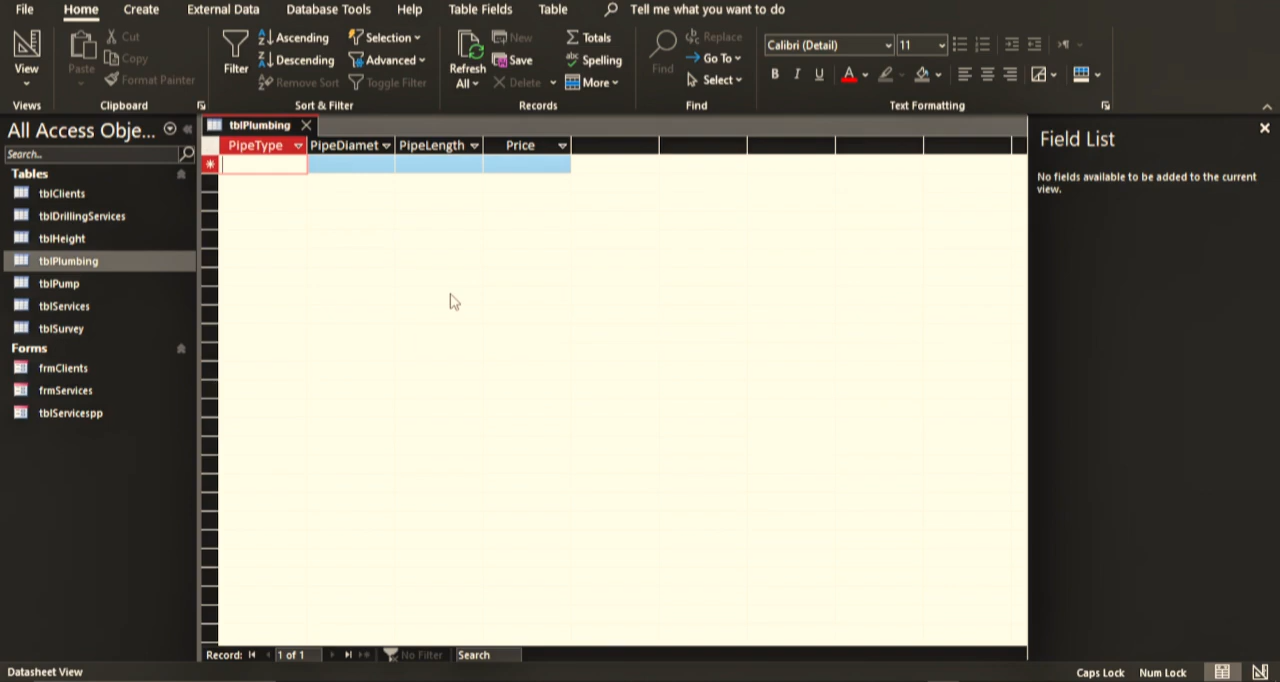 File Home Create External Data Database Tools Help Table Fields Table Tell me what you want to do
View
Views
Paste
Cut
Copy
Format Painter
Clipboard
Filter
Ascending
Descending
Remove Sort
Selection
Advanced
Toggle Filter
Sort & Filter
Refresh
All
New
Save
Delete
Totals
Spelling
More
Records
Find
Replace
Go To
Select
Find
Calibri (Detail) 11
B I U A
Text Formatting
All Access Obje...
Search..
Tables
tblClients
tblDrillingServices
tblHeight
tblPlumbing
tblPump
tblServices
tblSurvey
Forms
frmClients
frmServices
tblServicespp
tblPlumbing
PipeType PipeDiamet PipeLength Price
Field List
No fields available to be added to the current
view.
Record: 1 of 1 No Filter Search
Datasheet View Caps Lock Num Lock